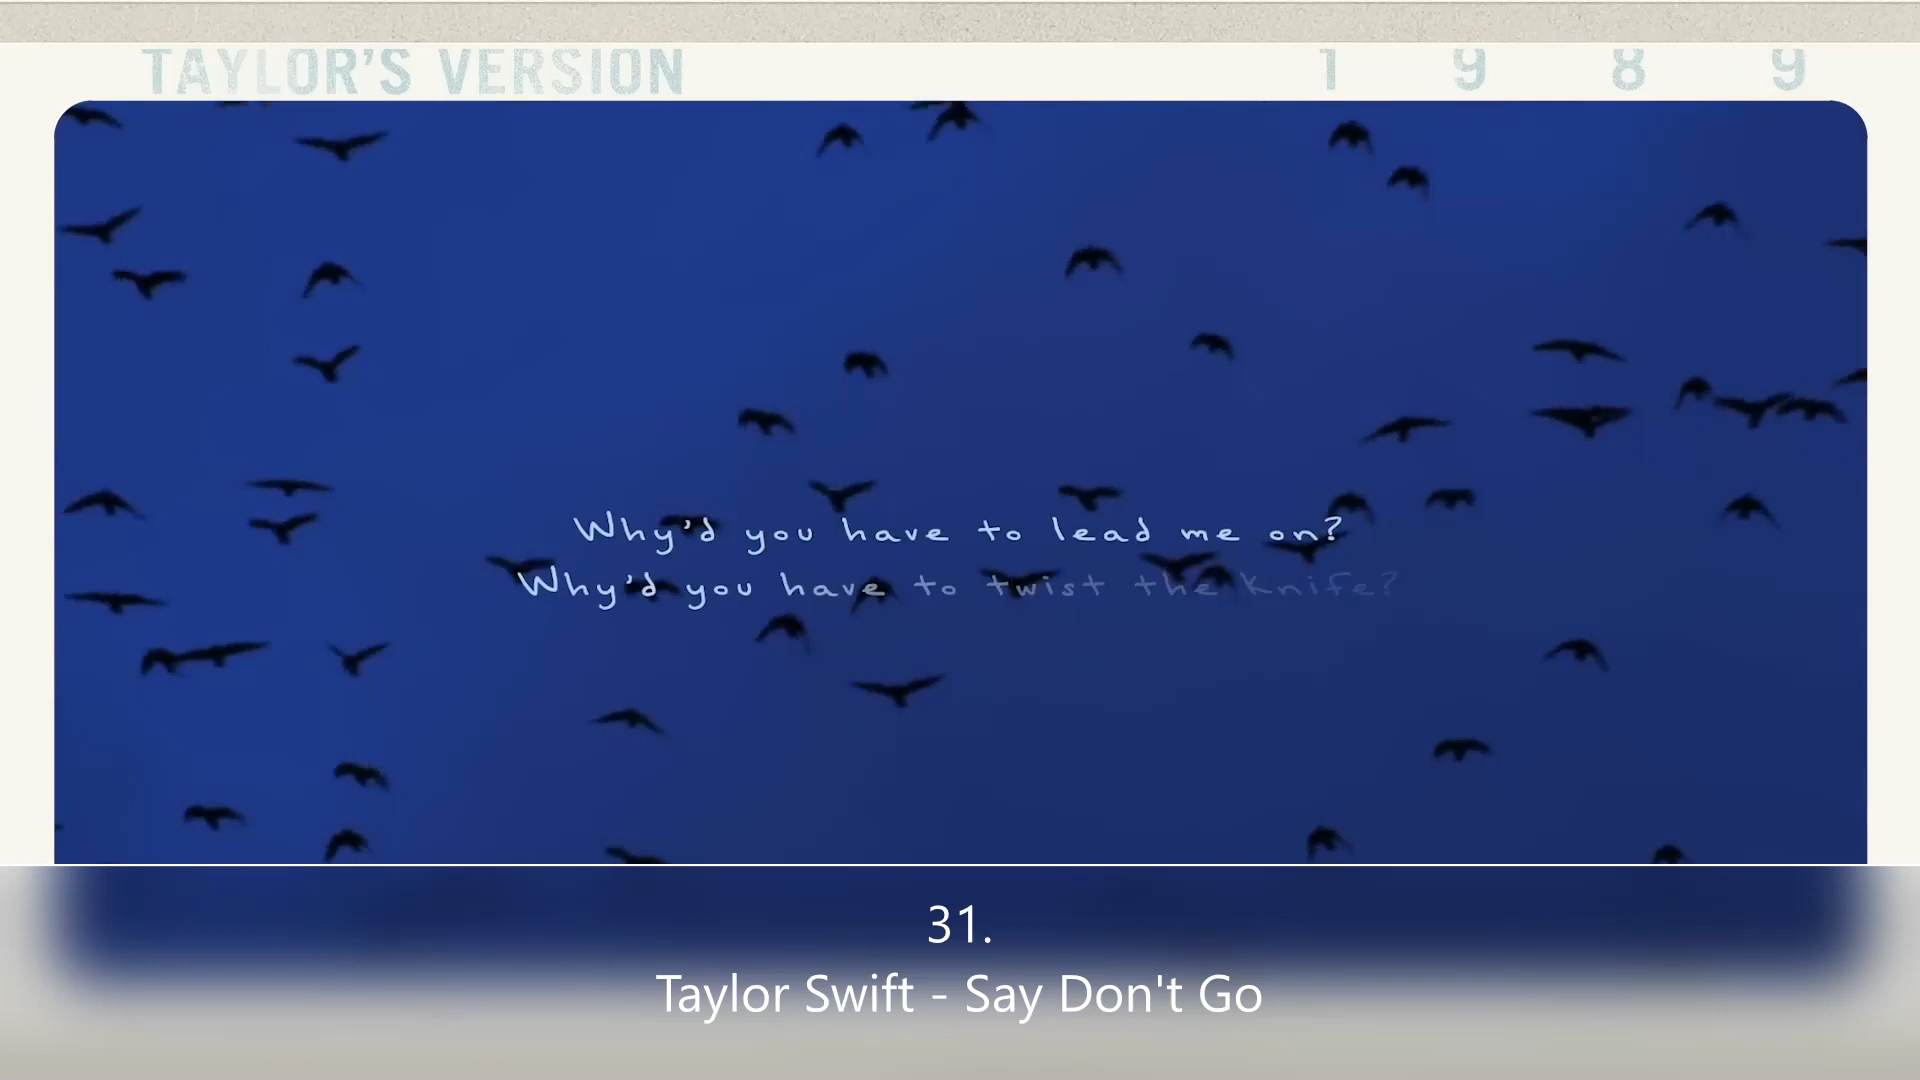 TAYLOR'S VERSION 1 9 8 9
Why'd you have to lead me on?
Why'd you have to twist the knife?
31.
Taylor Swift - Say Don't Go